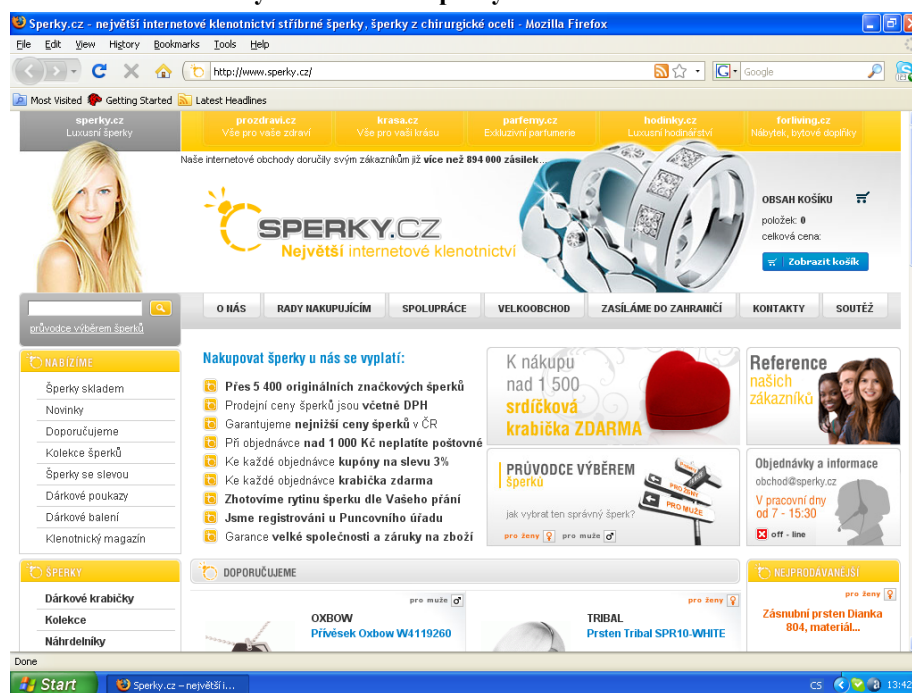 Sperky.cz - největší internetové klenotnictví stříbrné šperky, šperky z chirurgické oceli - Mozilla Firefox
File Edit View History Bookmarks Tools Help
http://www.sperky.cz/
Google
Most Visited Getting Started Latest Headlines
sperky.cz prozdravi.cz krasa.cz parfemy.cz hodinky.cz forliving.cz
Luxusní šperky Vše pro vaše zdraví Vše pro vaši krásu Exkluzivní parfumerie Luxusní hodinářství Nábytek, bytové doplňky
Naše internetové obchody doručily svým zákazníkům již více než 894 000 zásilek...
SPERKY.CZ
Největší internetové klenotnictví
OBSAH KOŠÍKU
položek: 0
celková cena:
Zobrazit košík
průvodce výběrem šperků
O NÁS RADY NAKUPUJÍCÍM SPOLUPRÁCE VELKOOBCHOD ZASÍLÁME DO ZAHRANIČÍ KONTAKTY SOUTĚŽ
NABÍZÍME
Šperky skladem
Novinky
Doporučujeme
Kolekce šperků
Šperky se slevou
Dárkové poukazy
Dárkové balení
Klenotnický magazín
ŠPERKY
Dárkové krabičky
Kolekce
Náhrdelníky
Nakupovat šperky u nás se vyplatí:
Přes 5 400 originálních značkových šperků
Prodejní ceny šperků jsou včetně DPH
Garantujeme nejnižší ceny šperků v ČR
Při objednávce nad 1 000 Kč neplatíte poštovné
Ke každé objednávce kupóny na slevu 3%
Ke každé objednávce krabička zdarma
Zhotovíme rytinu šperku dle Vašeho přání
Jsme registrováni u Puncovního úřadu
Garance velké společnosti a záruky na zboží
K nákupu
nad 1 500
srdíčková
krabička ZDARMA
PRŮVODCE VÝBĚREM
šperků
jak vybrat ten správný šperk?
pro ženy pro muže
PRO ŽENY
PRO MUŽE
Reference
našich
zákazníků
Objednávky a informace
obchod@sperky.cz
V pracovní dny
od 7 - 15:30
off - line
DOPORUČUJEME
pro muže
OXBOW
Přívěsek Oxbow W4119260
pro ženy
TRIBAL
Prsten Tribal SPR10-WHITE
NEJPRODÁVANĚJŠÍ
pro ženy
Zásnubní prsten Dianka
804, materiál...
Done
Start Sperky.cz – největší i... CS 13:42